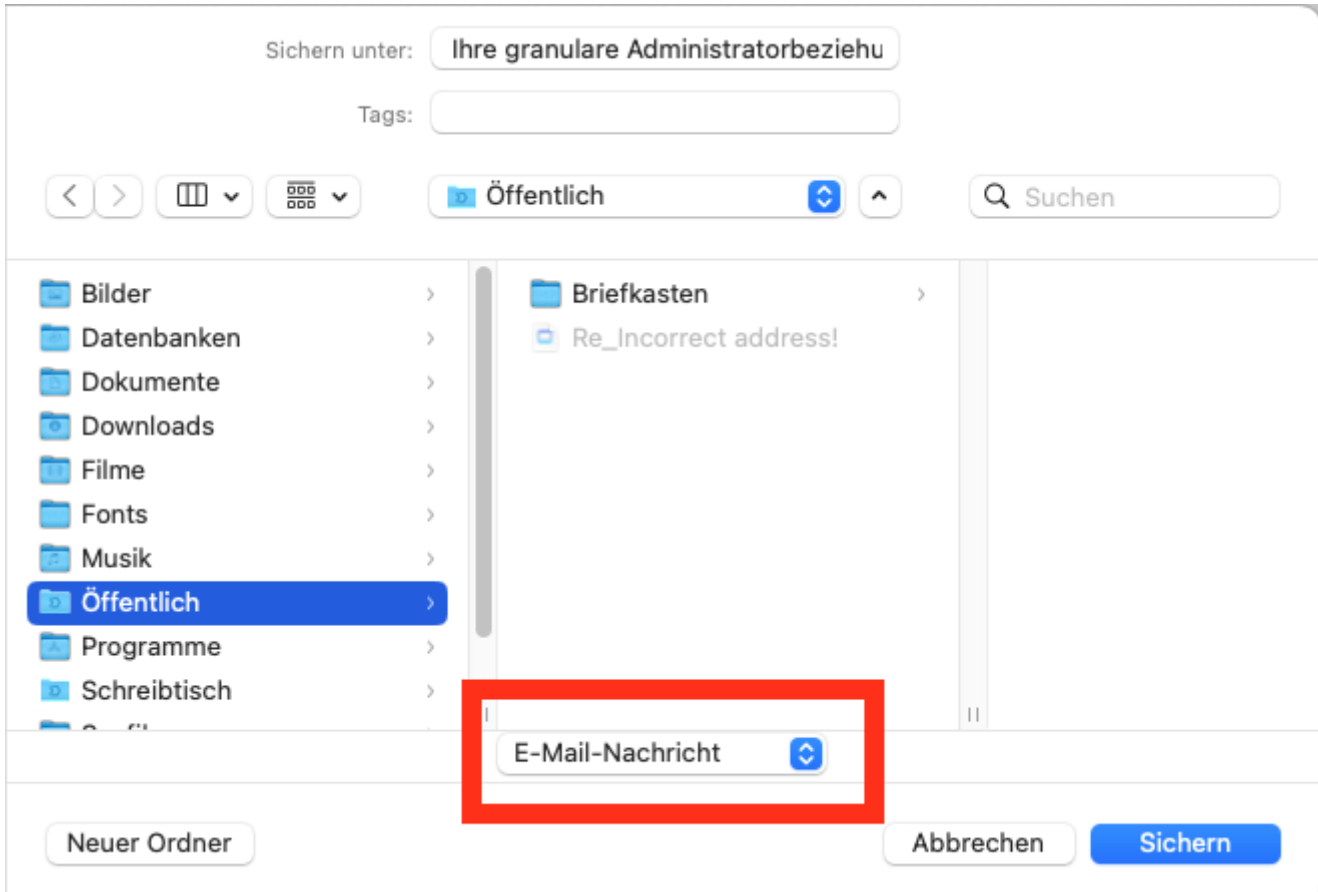 Sichern unter: Ihre granulare Administratorbeziehu
Tags:
Öffentlich
Suchen
Bilder
Briefkasten
Datenbanken
Re_Incorrect address!
Dokumente
Downloads
Filme
Fonts
Musik
Öffentlich
Programme
Schreibtisch
E-Mail-Nachricht
Neuer Ordner
Abbrechen
Sichern